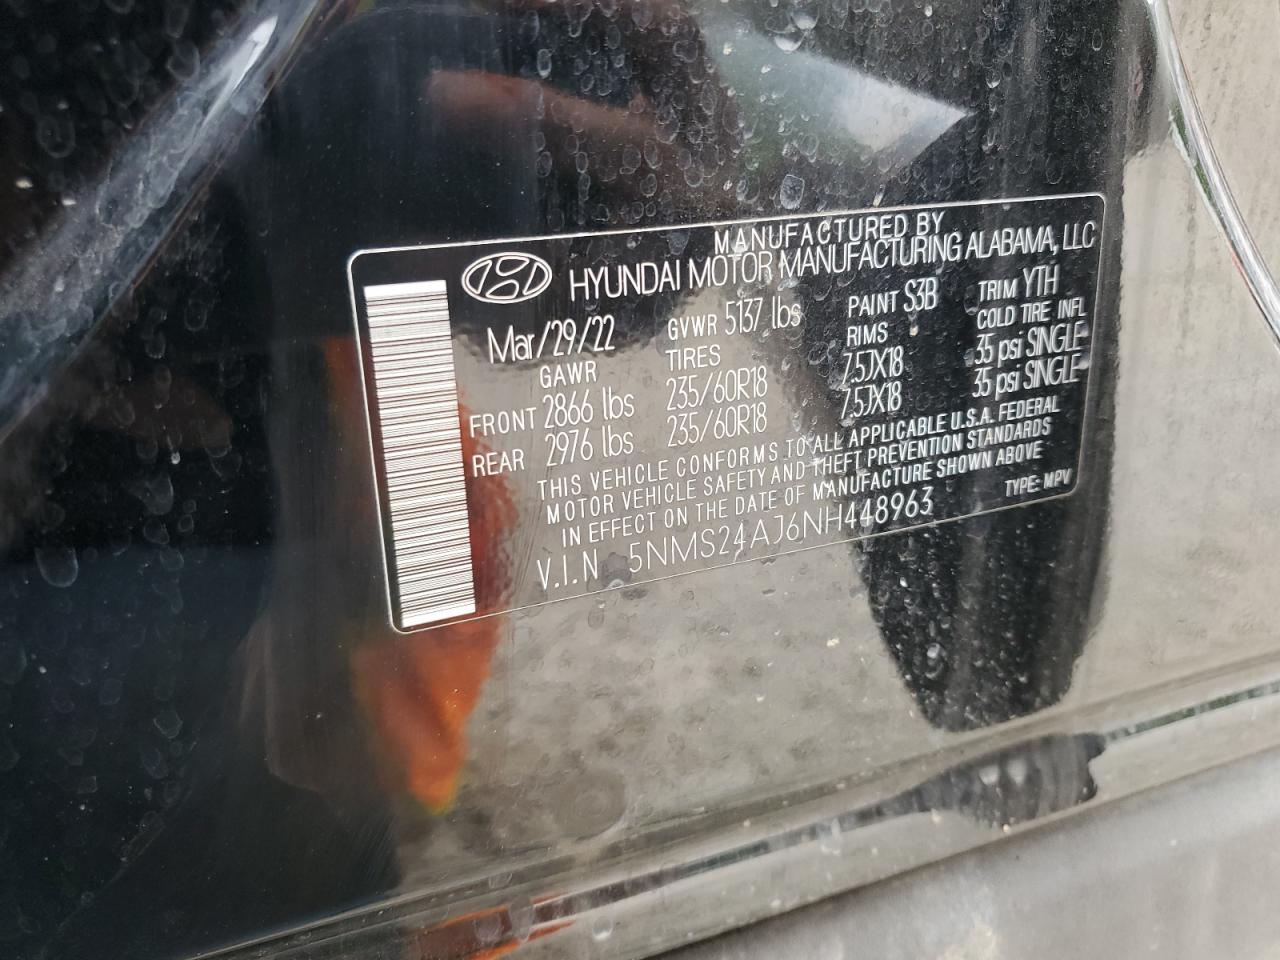 MANUFACTURED BY
HYUNDAI MOTOR MANUFACTURING ALABAMA, LLC
Mar/29/22 GVWR 5137 lbs PAINT S3B TRIM YTH
GAWR TIRES RIMS COLD TIRE INFL
FRONT 2866 lbs 235/60R18 7.5JX18 35 psi SINGLE
REAR 2976 lbs 235/60R18 7.5JX18 35 psi SINGLE
THIS VEHICLE CONFORMS TO ALL APPLICABLE U.S.A. FEDERAL
MOTOR VEHICLE SAFETY AND THEFT PREVENTION STANDARDS
IN EFFECT ON THE DATE OF MANUFACTURE SHOWN ABOVE
V.I.N 5NMS24AJ6NH448963 TYPE: MPV